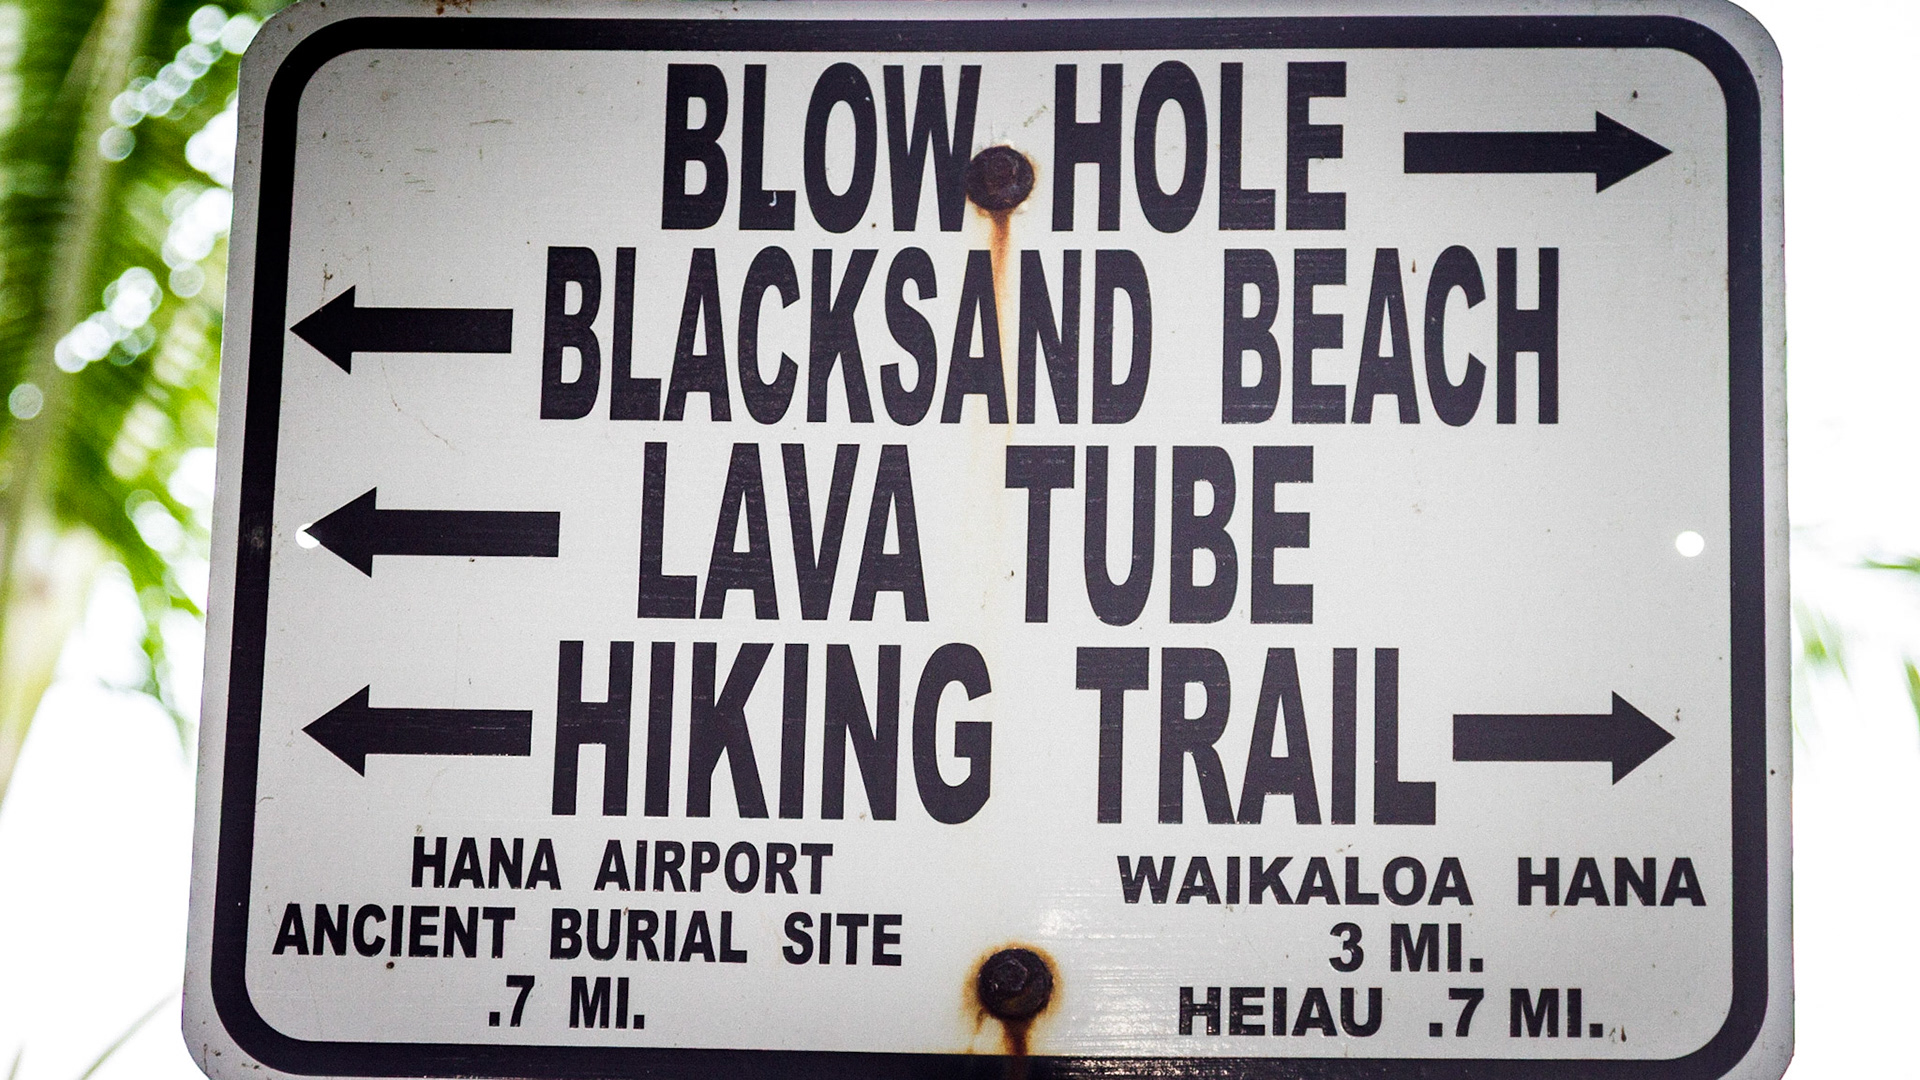 BLOW HOLE
BLACKSAND BEACH
LAVA TUBE
HIKING TRAIL
HANA AIRPORT
ANCIENT BURIAL SITE
.7 MI.
WAIKALOA HANA
3 MI.
HEIAU .7 MI.